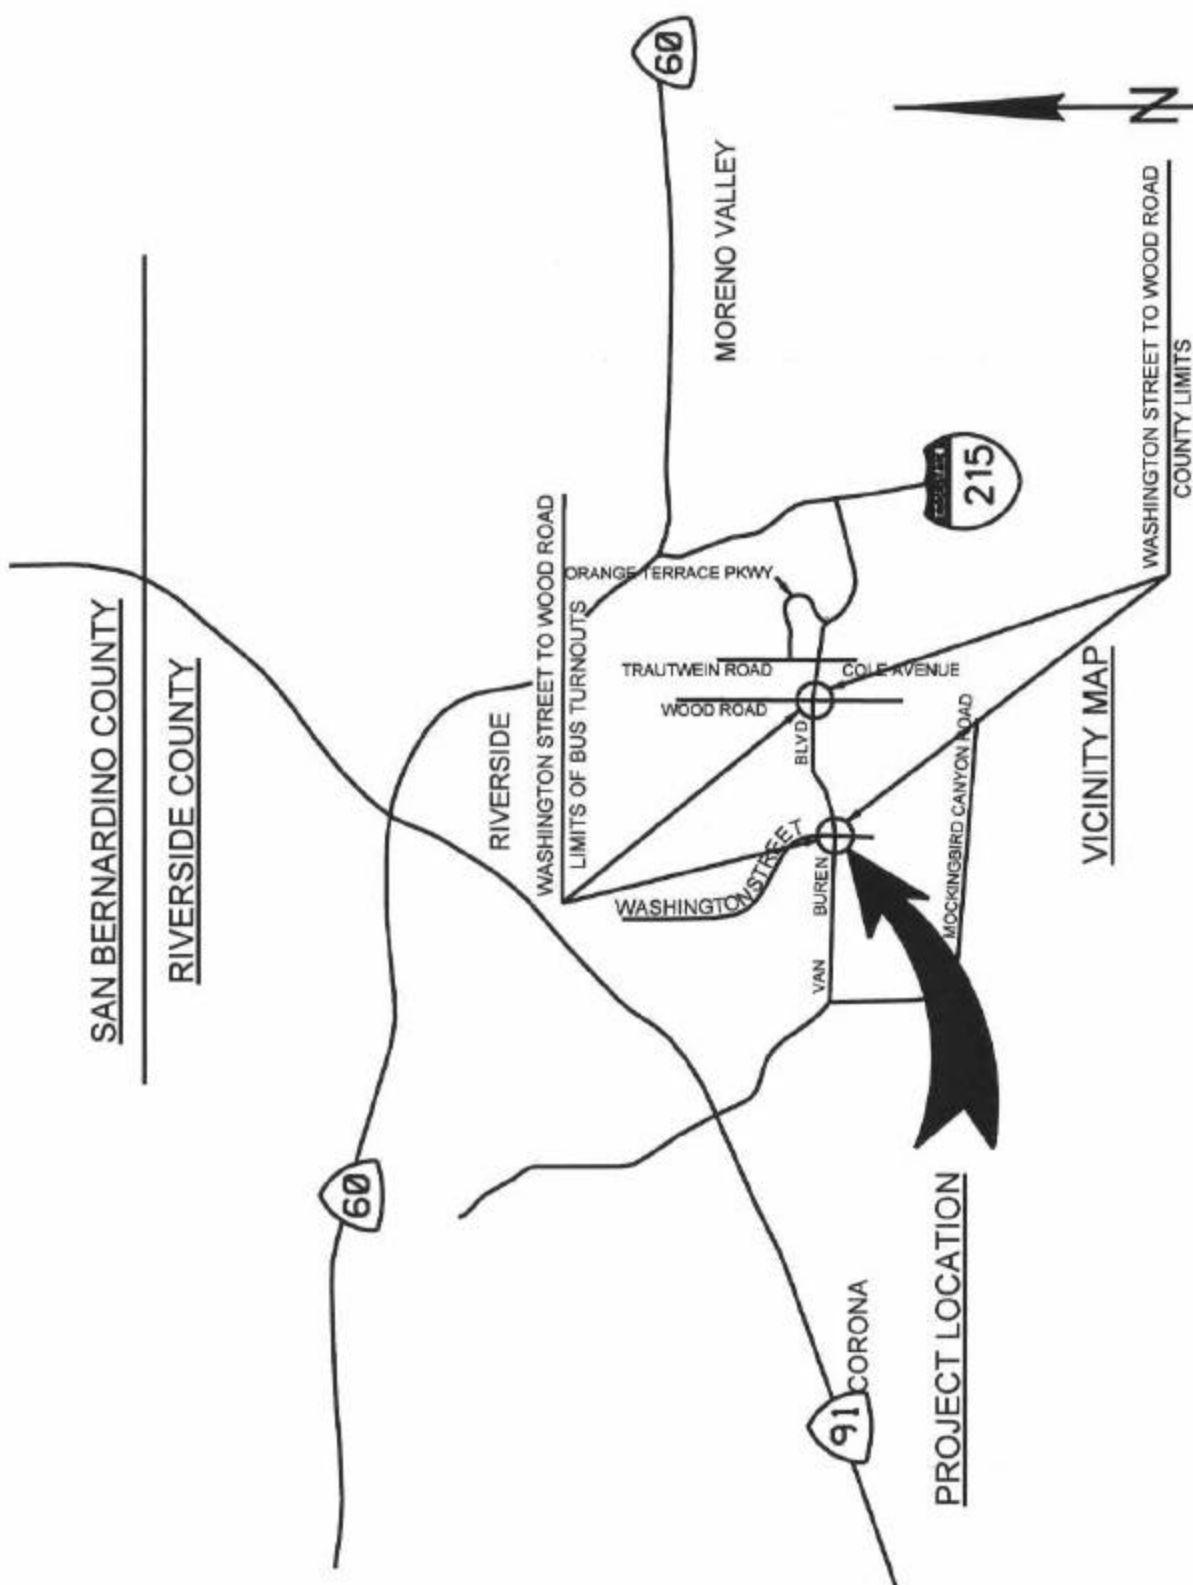 SAN BERNARDINO COUNTY
RIVERSIDE COUNTY
60
60
RIVERSIDE
WASHINGTON STREET TO WOOD ROAD
LIMITS OF BUS TURNOUTS
ORANGE TERRACE PKWY
MORENO VALLEY
WASHINGTON STREET
TRAUTWEIN ROAD
WOOD ROAD
COLE AVENUE
VAN BUREN BLVD
215
91
CORONA
MOCKINGBIRD CANYON ROAD
PROJECT LOCATION
VICINITY MAP
N
WASHINGTON STREET TO WOOD ROAD
COUNTY LIMITS